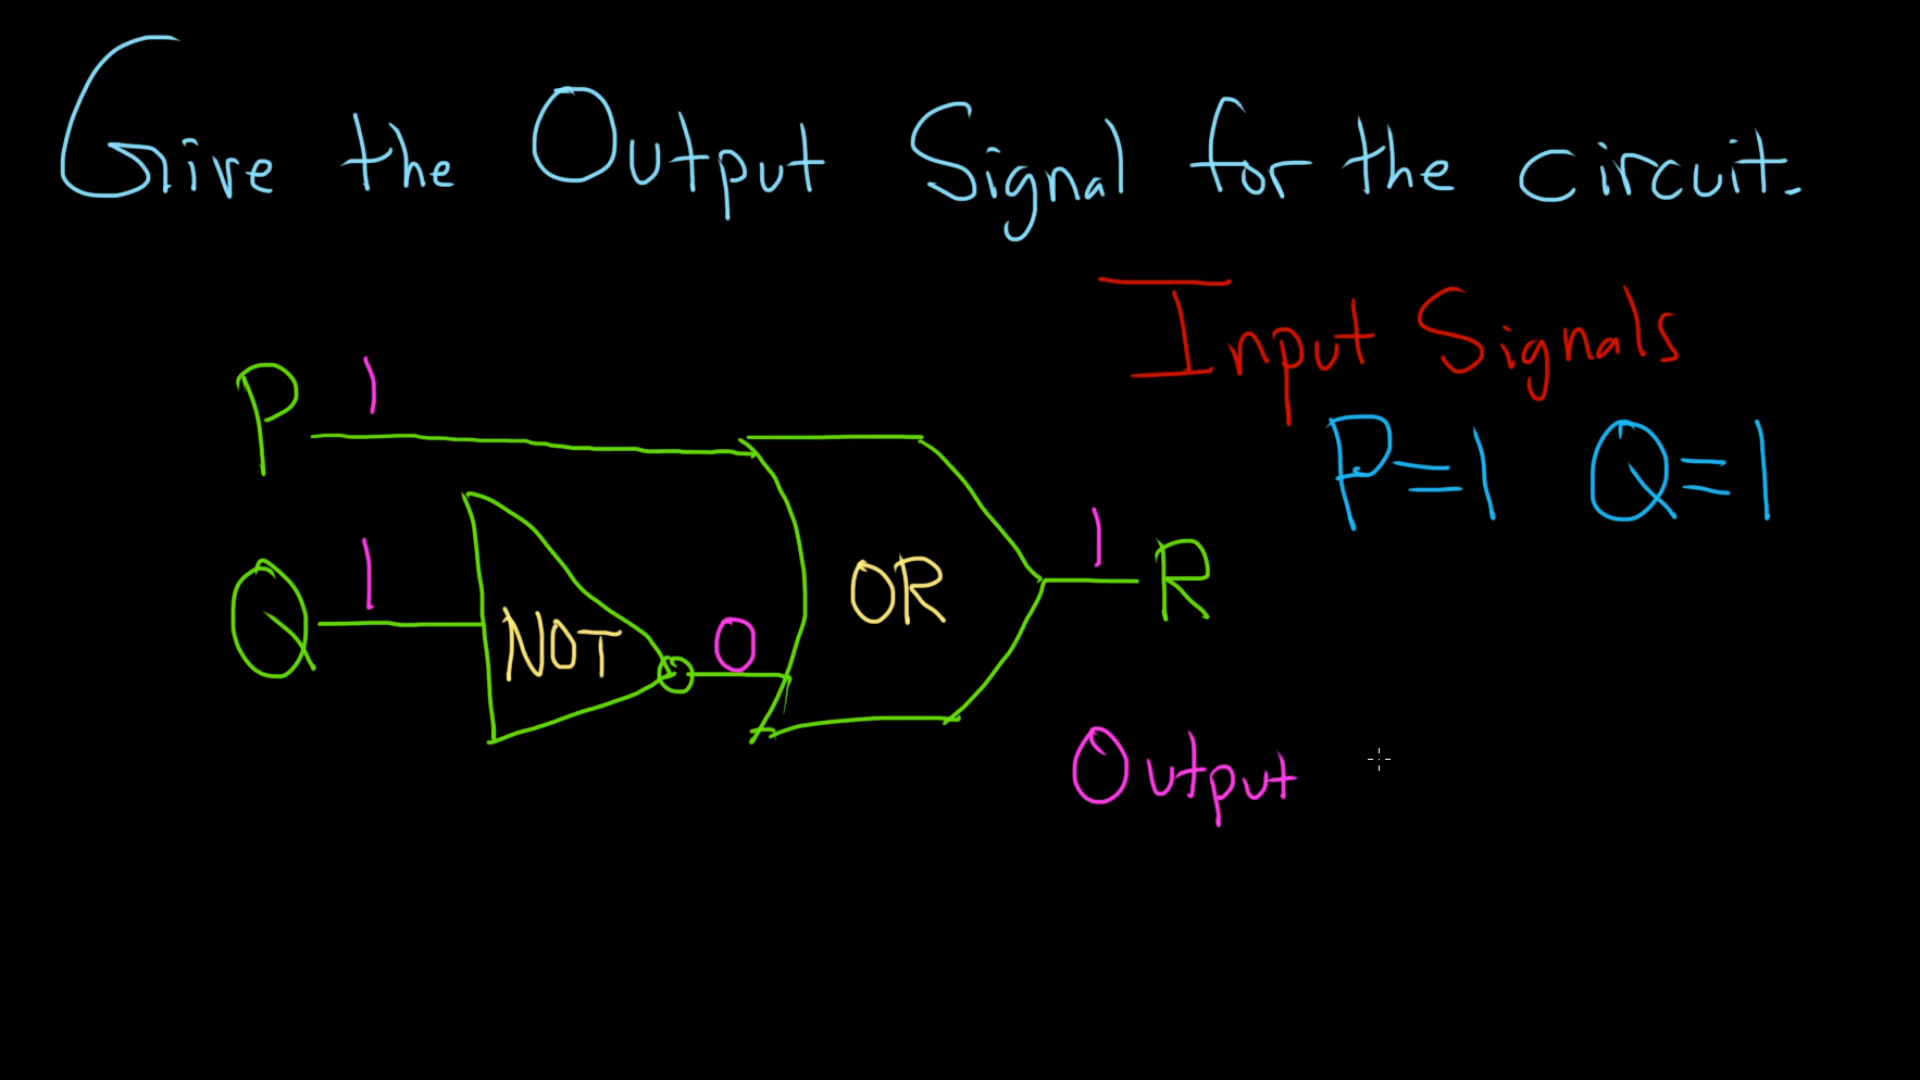 Give the Output Signal for the circuit.
Input Signals
P=1 Q=1
P 1
Q 1
NOT
0
OR
1
R
Output